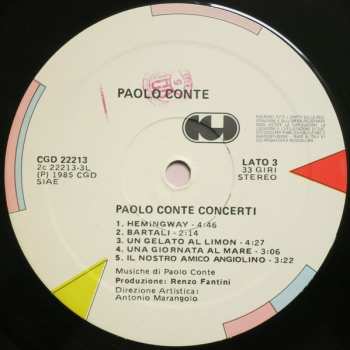 PAOLO CONTE
CGD 22213
2c 22213-3L
(P) 1985 CGD
SIAE
LATO 3
33 GIRI
STEREO
PAOLO CONTE CONCERTI
1. HEMINGWAY - 4:46
2. BARTALI - 2:14
3. UN GELATO AL LIMON - 4:27
4. UNA GIORNATA AL MARE - 3:06
5. IL NOSTRO AMICO ANGIOLINO - 3:22
Musiche di Paolo Conte
Produzione: Renzo Fantini
Direzione Artistica:
Antonio Marangolo